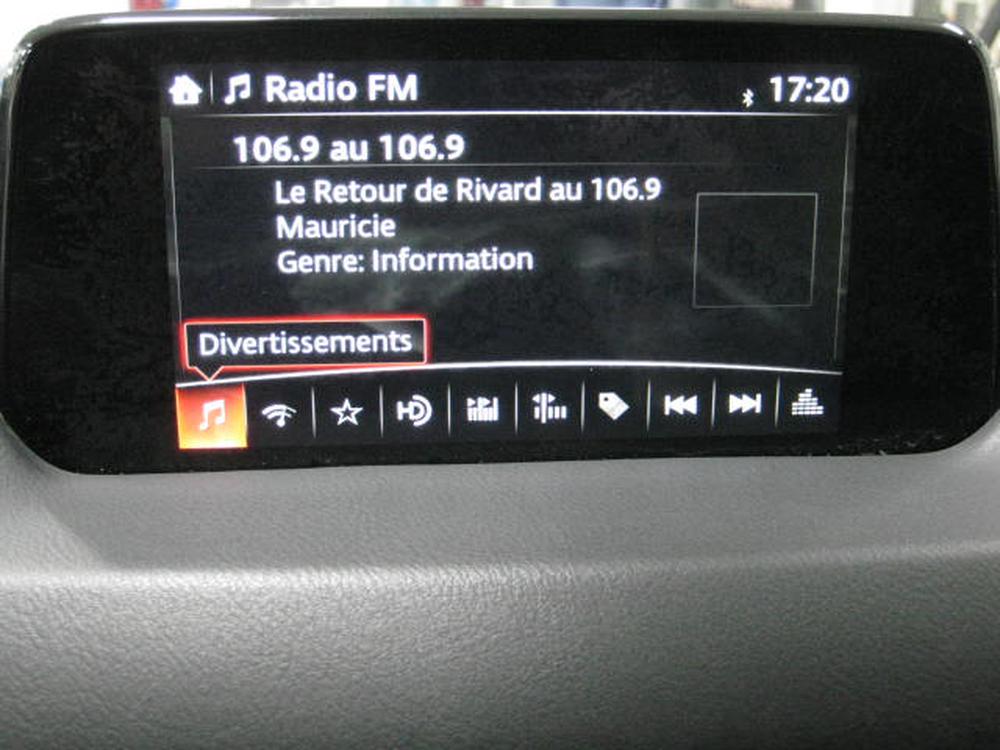 Radio FM 17:20
106.9 au 106.9
Le Retour de Rivard au 106.9
Mauricie
Genre: Information
Divertissements
HD